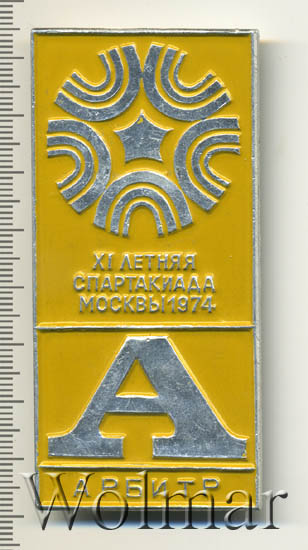 XI ЛЕТНЯЯ
СПАРТАКИАДА
МОСКВЫ 1974
А
АРБИТР
Wolmar